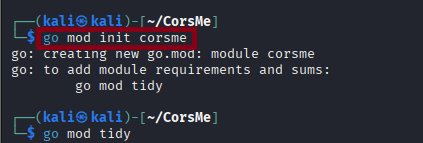 ┌──(kali㉿kali)-[~/CorsMe]
└─$ go mod init corsme
go: creating new go.mod: module corsme
go: to add module requirements and sums:
        go mod tidy
┌──(kali㉿kali)-[~/CorsMe]
└─$ go mod tidy